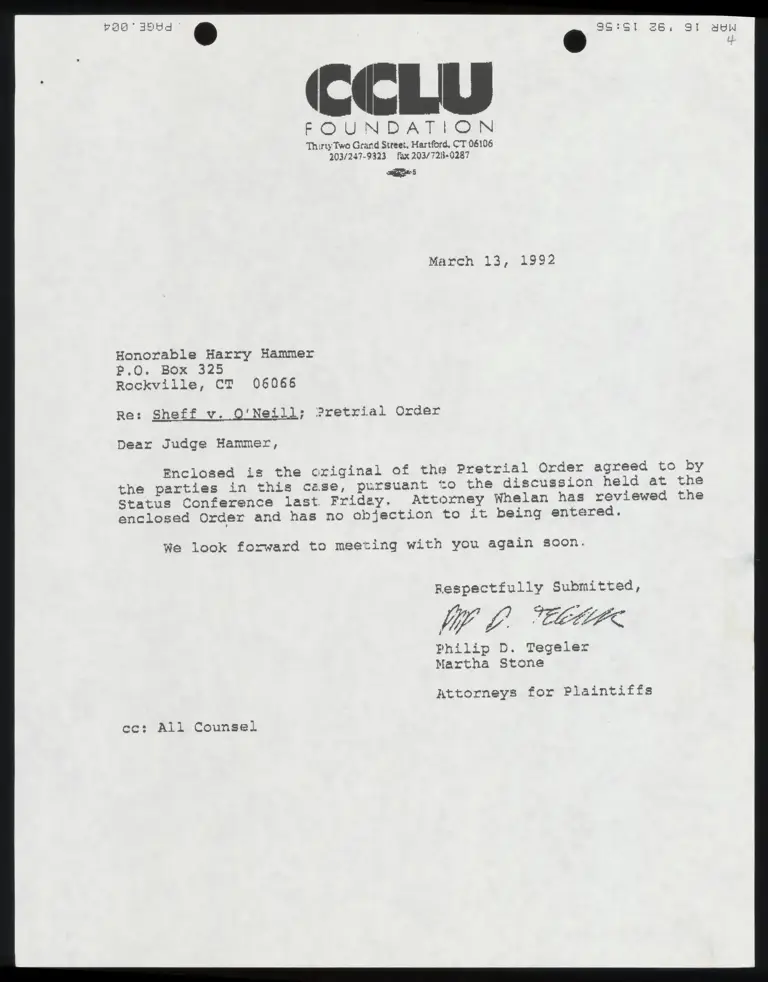 PAGE.004
MAR 16 '92 15:56
4
CCLU
FOUNDATION
Thirty Two Grand Street, Hartford, CT 06106
203/247-9823 fax 203/728-0287
March 13, 1992
Honorable Harry Hammer
P.O. Box 325
Rockville, CT 06066
Re: Sheff v. O'Neill; Pretrial Order
Dear Judge Hammer,
Enclosed is the original of the Pretrial Order agreed to by
the parties in this case, pursuant to the discussion held at the
Status Conference last Friday. Attorney Whelan has reviewed the
enclosed Order and has no objection to it being entered.
We look forward to meeting with you again soon.
Respectfully Submitted,
Philip D. Tegeler
Martha Stone
Attorneys for Plaintiffs
cc: All Counsel